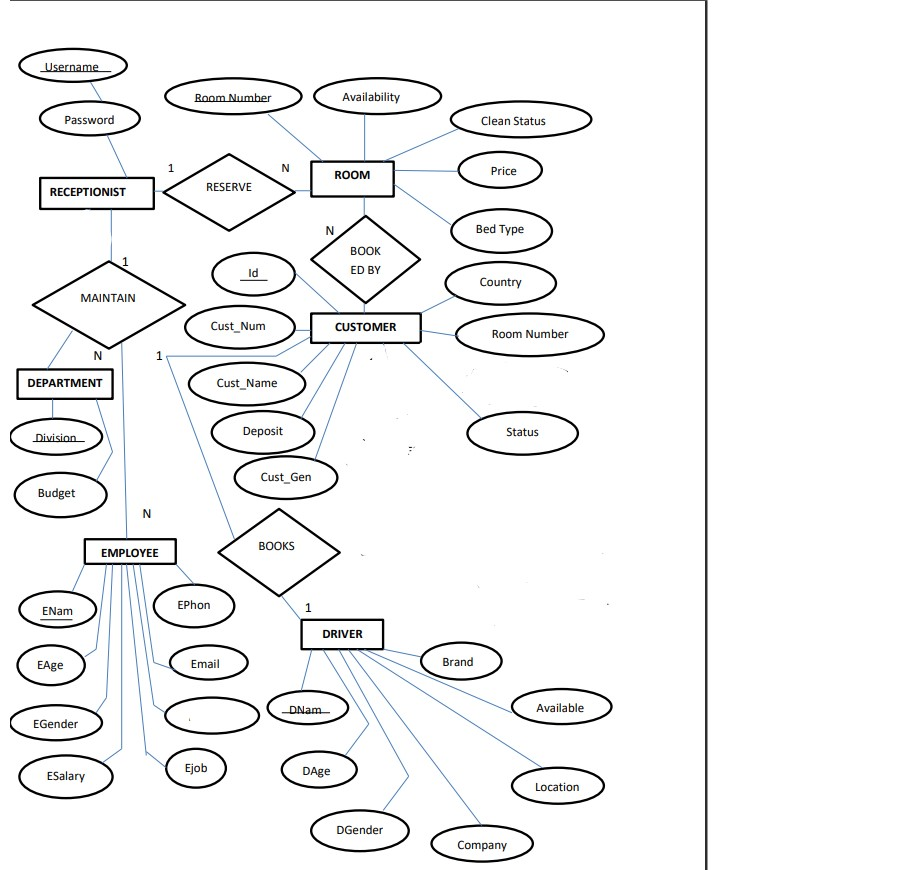 Username
Password
Room Number
Availability
Clean Status
Price
Bed Type
1
RESERVE
N
ROOM
RECEPTIONIST
N
BOOK
ED BY
1
MAINTAIN
N
Id
Country
Cust_Num
CUSTOMER
Room Number
1
DEPARTMENT
Cust_Name
Division
Deposit
Status
Budget
Cust_Gen
N
BOOKS
EMPLOYEE
1
ENam
EPhon
DRIVER
EAge
Email
Brand
EGender
DNam
Available
ESalary
Ejob
DAge
Location
DGender
Company